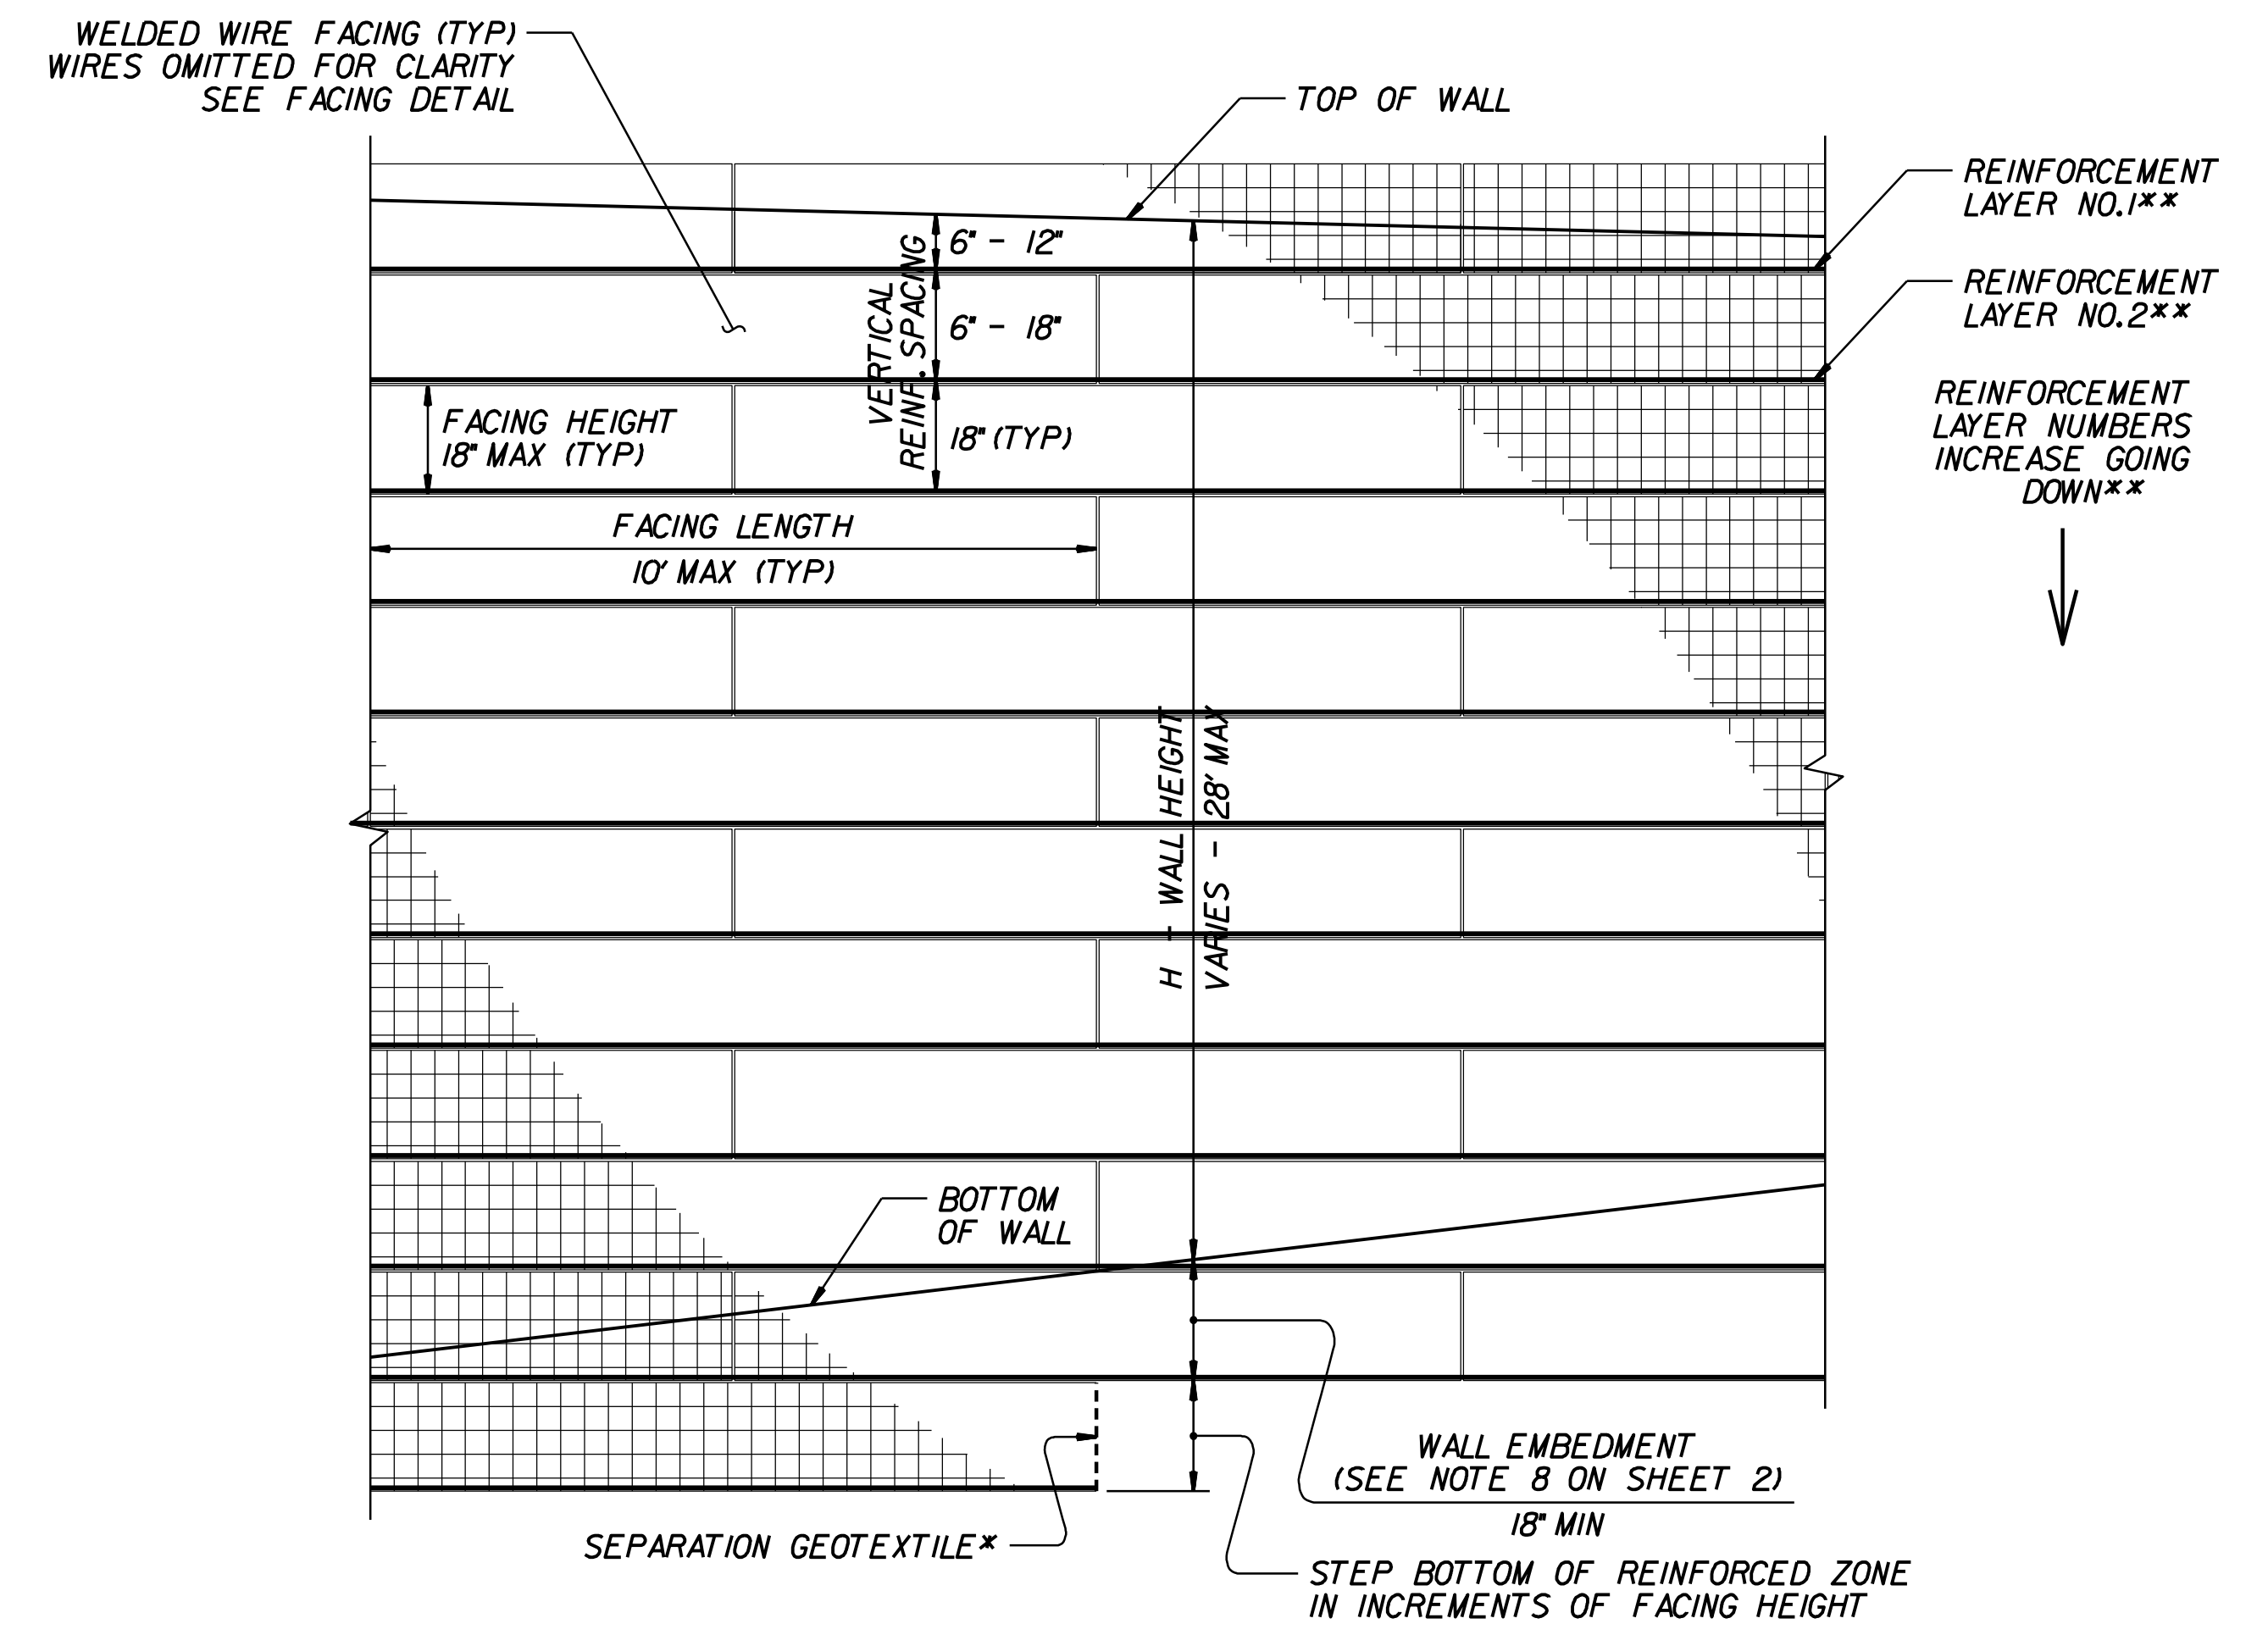 WELDED WIRE FACING (TYP)
WIRES OMITTED FOR CLARITY
SEE FACING DETAIL
TOP OF WALL
REINFORCEMENT
LAYER NO.1**
6" - 12"
VERTICAL
REINF. SPACING
6" - 18"
REINFORCEMENT
LAYER NO.2**
FACING HEIGHT
18" MAX (TYP)
18" (TYP)
REINFORCEMENT
LAYER NUMBERS
INCREASE GOING
DOWN**
FACING LENGTH
10' MAX (TYP)
H - WALL HEIGHT
VARIES - 28' MAX
BOTTOM
OF WALL
WALL EMBEDMENT
(SEE NOTE 8 ON SHEET 2)
18" MIN
SEPARATION GEOTEXTILE*
STEP BOTTOM OF REINFORCED ZONE
IN INCREMENTS OF FACING HEIGHT